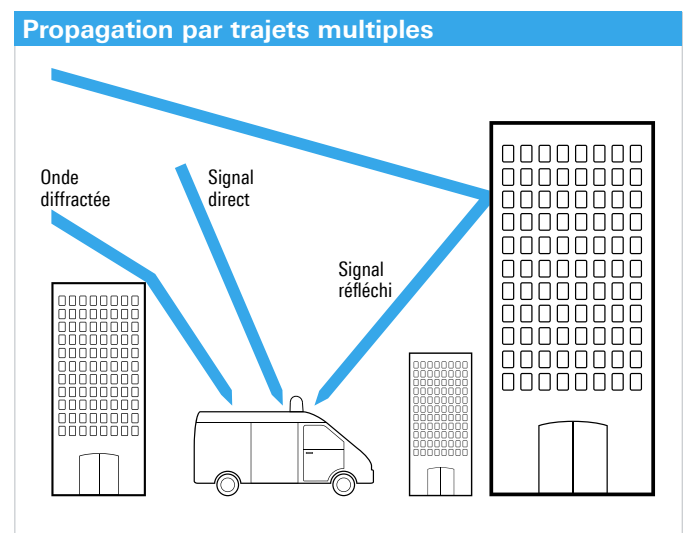 Propagation par trajets multiples
Onde
diffractée
Signal
direct
Signal
réfléchi